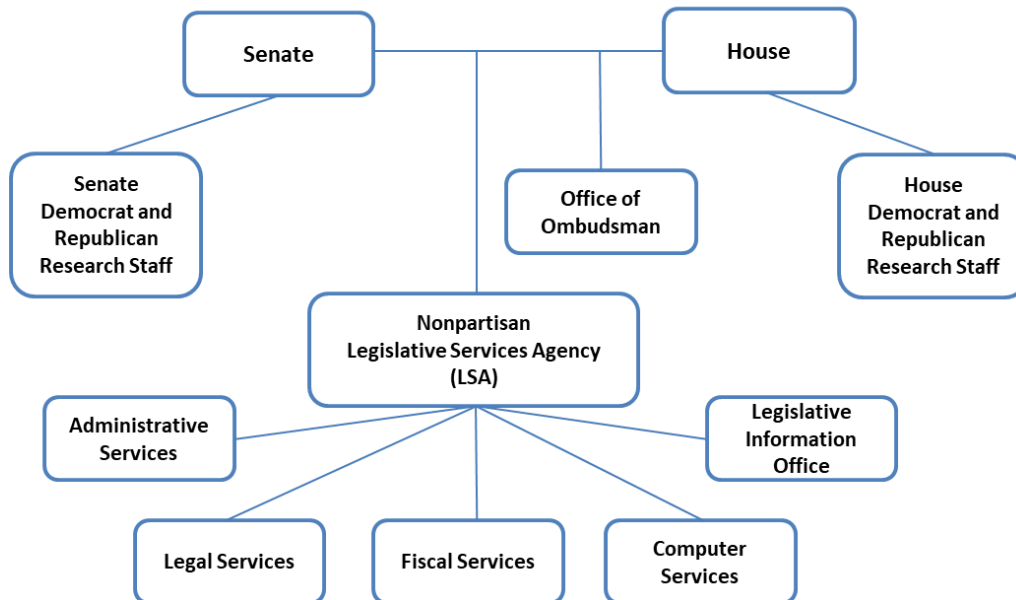 Senate
House
Senate
Democrat and
Republican
Research Staff
Office of
Ombudsman
House
Democrat and
Republican
Research Staff
Nonpartisan
Legislative Services Agency
(LSA)
Administrative
Services
Legislative
Information
Office
Legal Services
Fiscal Services
Computer
Services